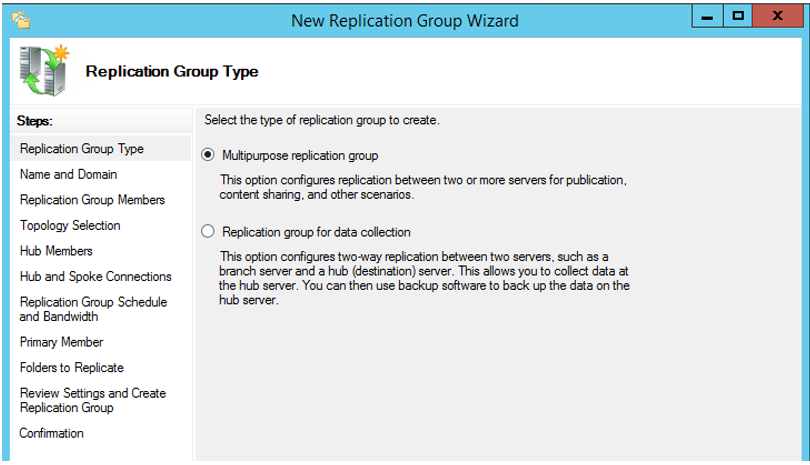 New Replication Group Wizard
x
Replication Group Type
Steps:
Replication Group Type
Name and Domain
Replication Group Members
Topology Selection
Hub Members
Hub and Spoke Connections
Replication Group Schedule
and Bandwidth
Primary Member
Folders to Replicate
Review Settings and Create
Replication Group
Confirmation
Select the type of replication group to create.
Multipurpose replication group
This option configures replication between two or more servers for publication,
content sharing, and other scenarios.
Replication group for data collection
This option configures two-way replication between two servers, such as a
branch server and a hub (destination) server. This allows you to collect data at
the hub server. You can then use backup software to back up the data on the
hub server.